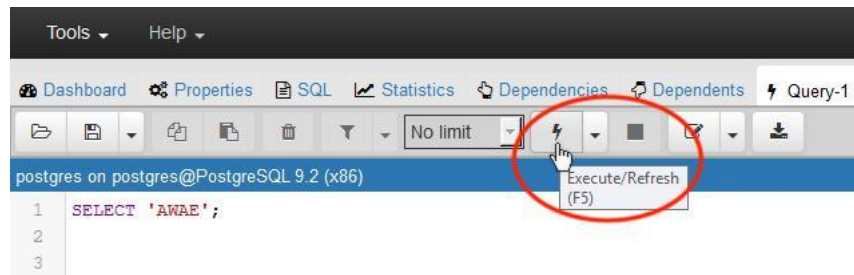 Tools Help
Dashboard Properties SQL Statistics Dependencies Dependents Query-1
No limit
Execute/Refresh
(F5)
postgres on postgres@PostgreSQL 9.2 (x86)
1 SELECT 'AWAE';
2
3